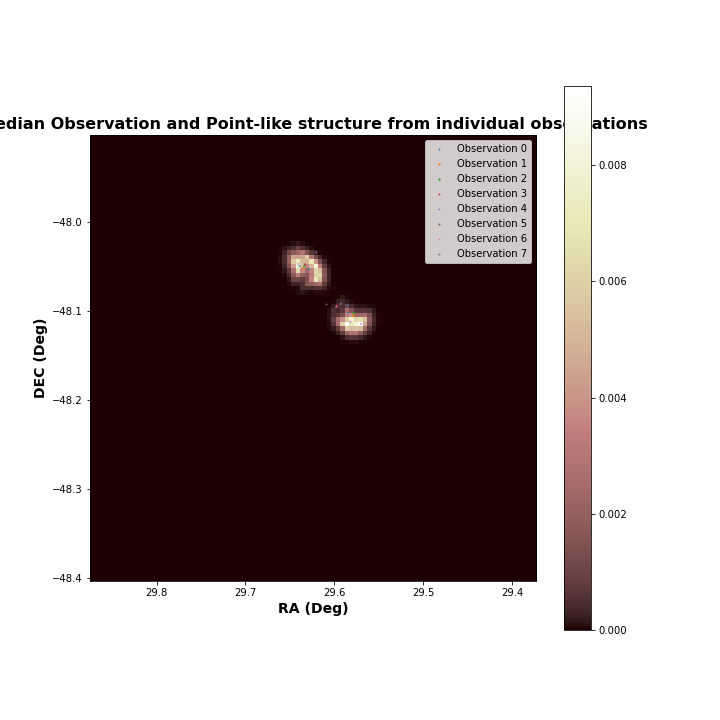 edian Observation and Point-like structure from individual obse ations
Observation 0
Observation 1
Observation 2
Observation 3
Observation 4
Observation 5
Observation 6
Observation 7
−48.0
−48.1
−48.2
−48.3
−48.4
DEC (Deg)
29.8 29.7 29.6 29.5 29.4
RA (Deg)
0.008
0.006
0.004
0.002
0.000